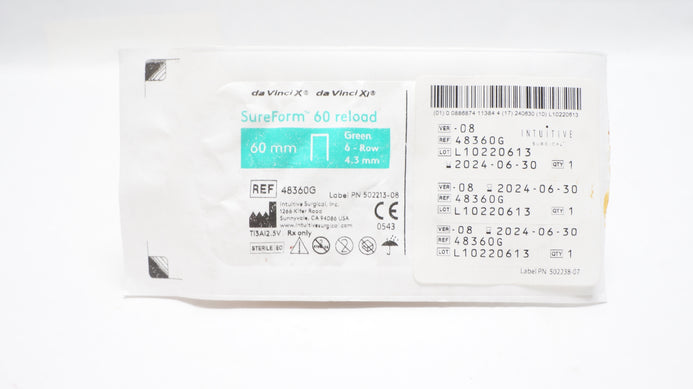 da Vinci X® da Vinci Xi®
SureForm™ 60 reload
60 mm
Green
6 - Row
4.3 mm
REF 48360G
Label PN 502213-08
Intuitive Surgical, Inc.
1266 Kifer Road
Sunnyvale, CA 94086 USA
www.intuitivesurgical.com
CE
0543
Ti3Al2.5V. Rx only
STERILE EO
(01) 0 0886874 11384 4 (17) 240630 (10) L10220613
VER -08
INTUITIVE
SURGICAL
REF 48360G
LOT L10220613
2024-06-30 QTY 1
VER -08 2024-06-30
REF 48360G
LOT L10220613 QTY 1
VER -08 2024-06-30
REF 48360G
LOT L10220613 QTY 1
Label PN 502238-07